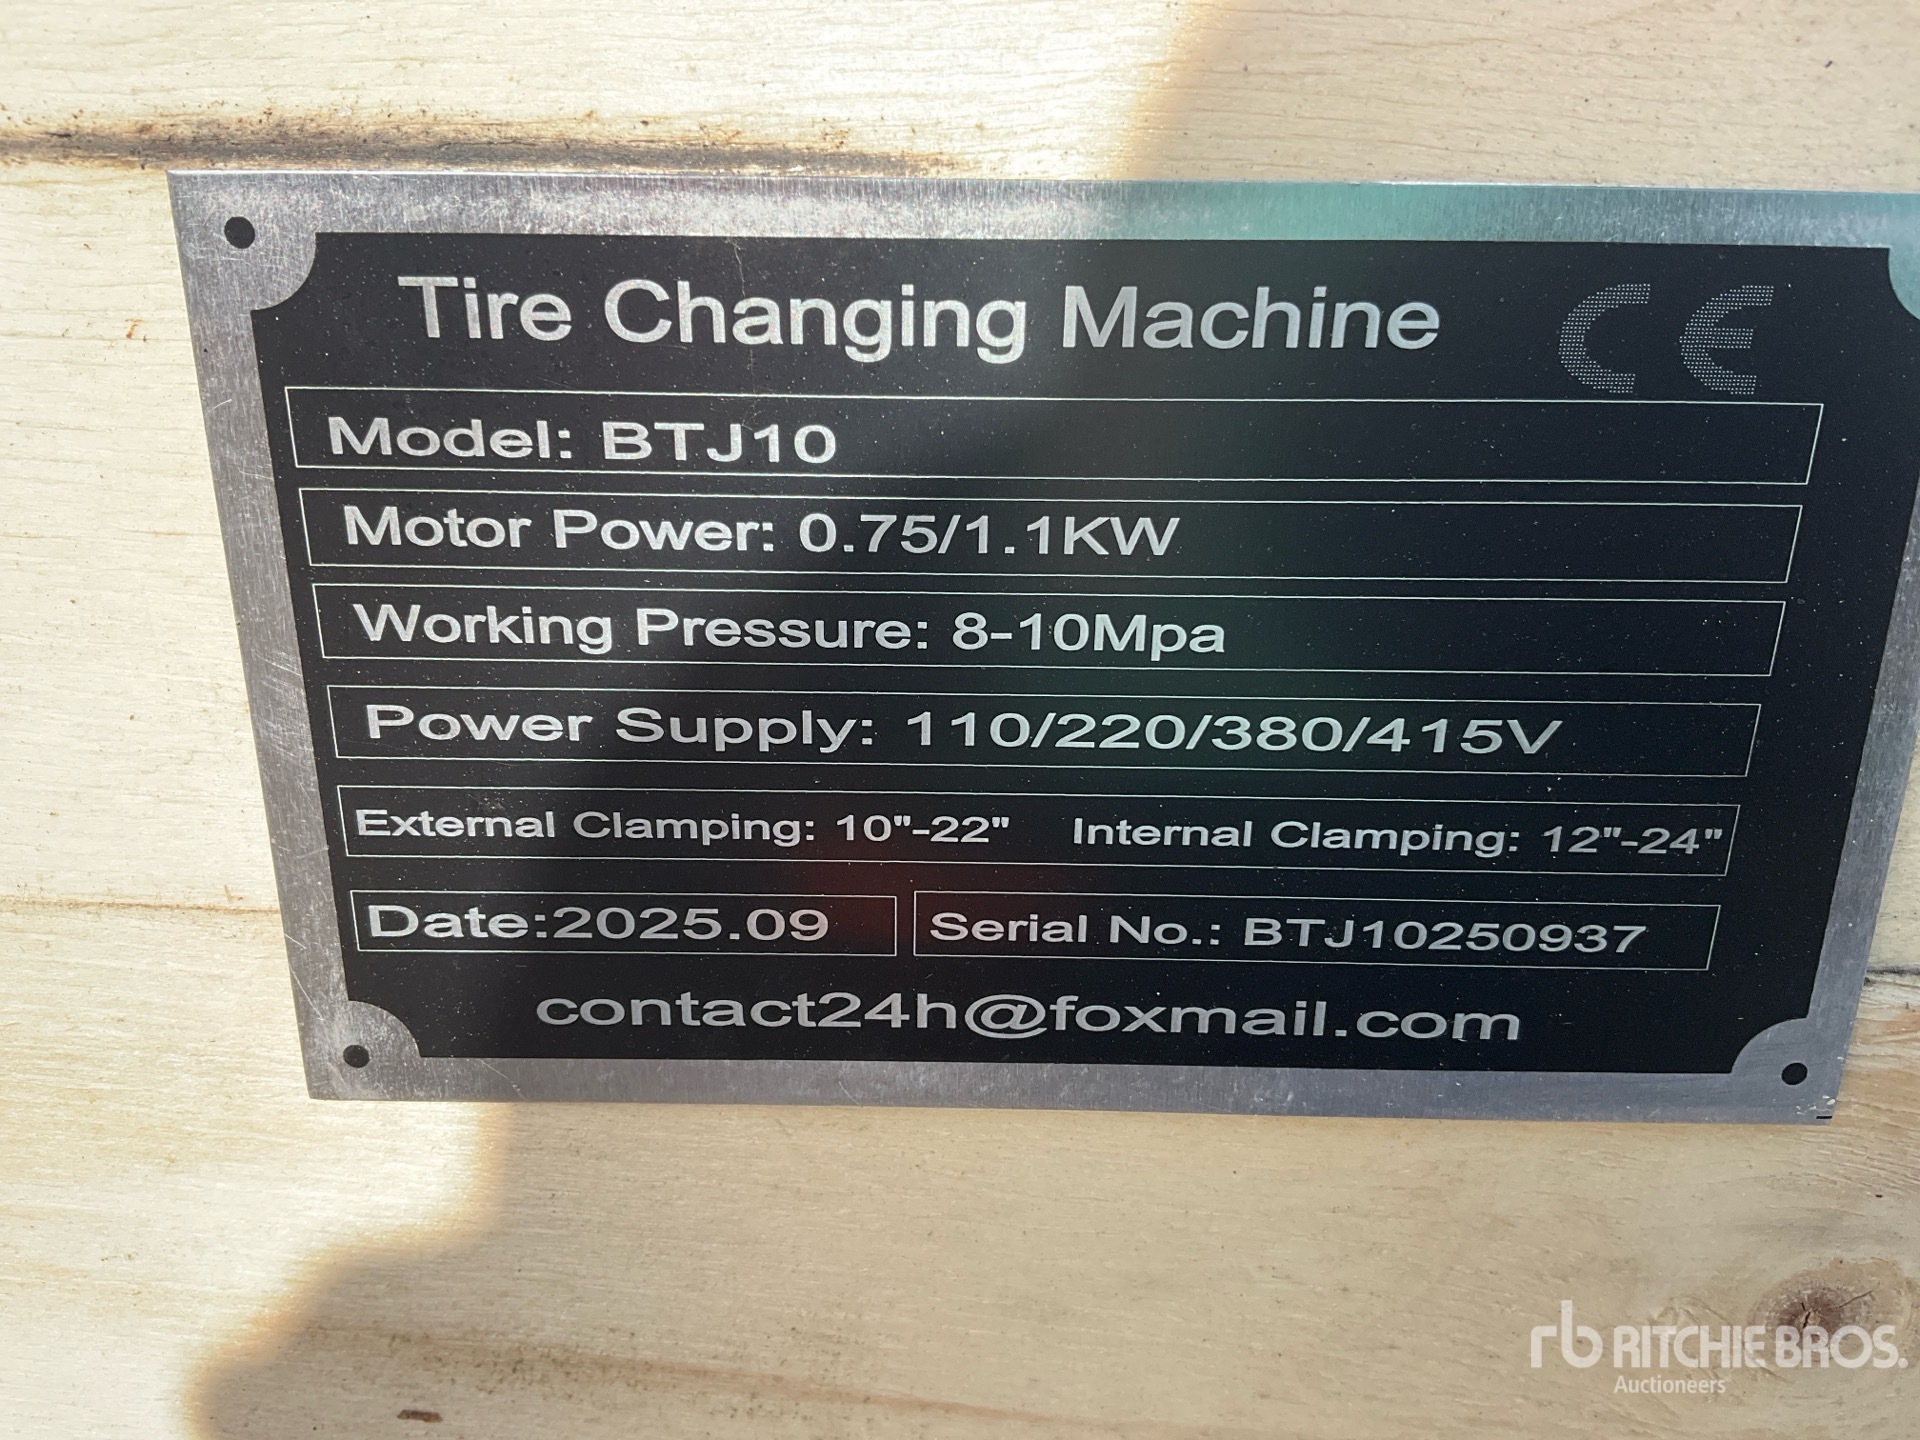 Tire Changing Machine CE
Model: BTJ10
Motor Power: 0.75/1.1KW
Working Pressure: 8-10Mpa
Power Supply: 110/220/380/415V
External Clamping: 10"-22" Internal Clamping: 12"-24"
Date:2025.09 Serial No.: BTJ10250937
contact24h@foxmail.com
rb RITCHIE BROS.
Auctioneers